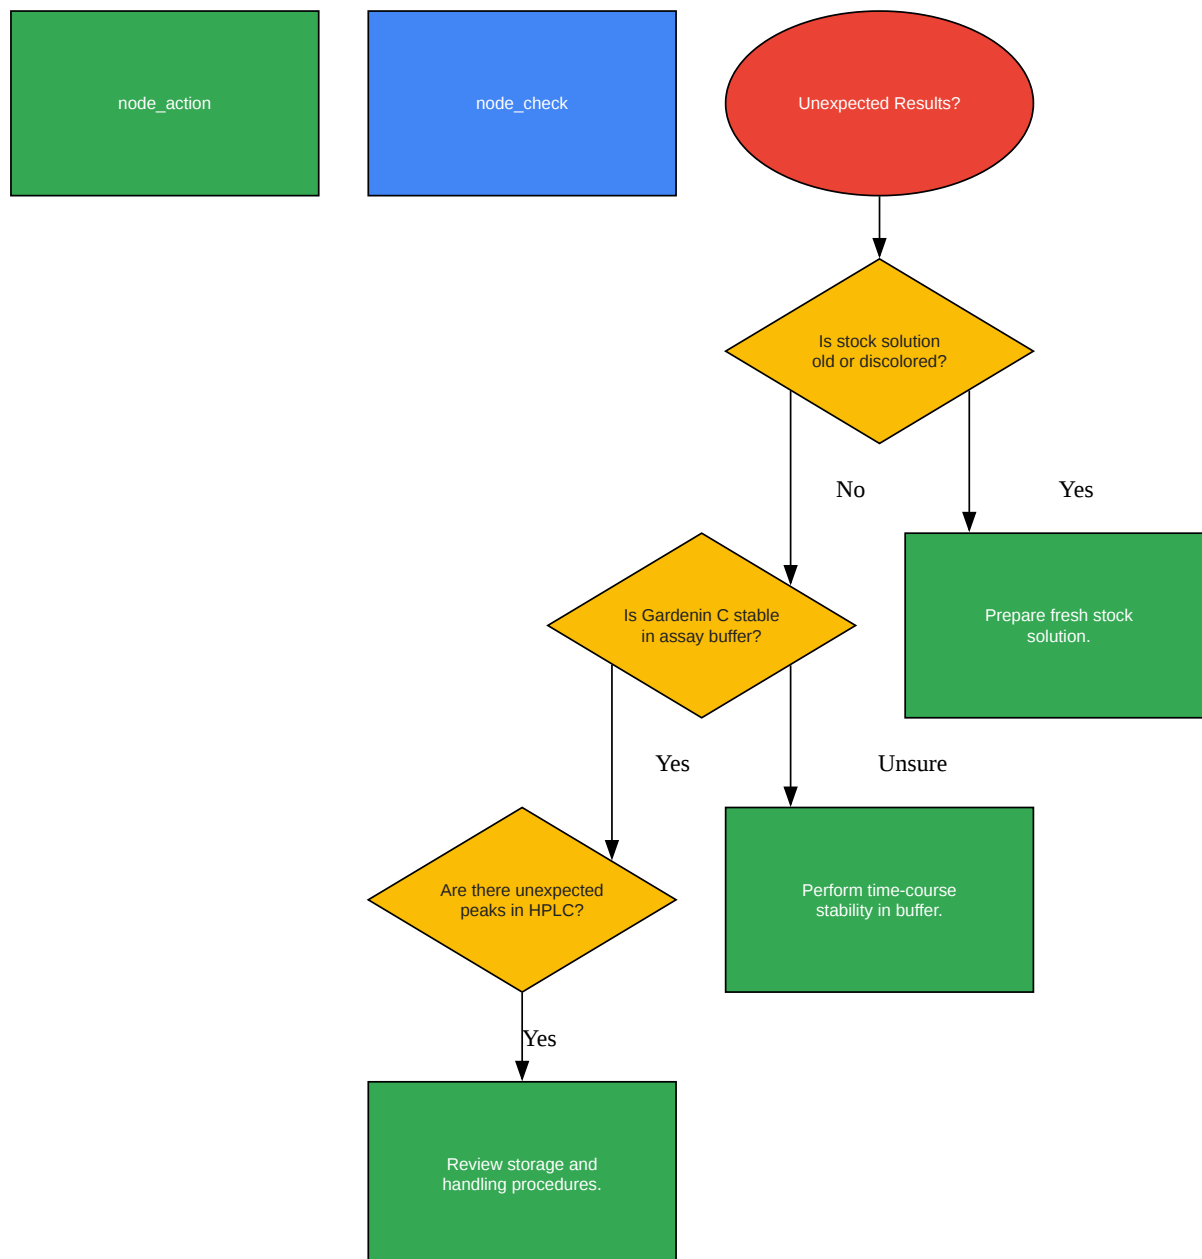 node_action
node_check
Unexpected Results?
Is stock solution
old or discolored?
No
Yes
Is Gardenin C stable
in assay buffer?
Prepare fresh stock
solution.
Yes
Unsure
Are there unexpected
peaks in HPLC?
Perform time-course
stability in buffer.
Yes
Review storage and
handling procedures.